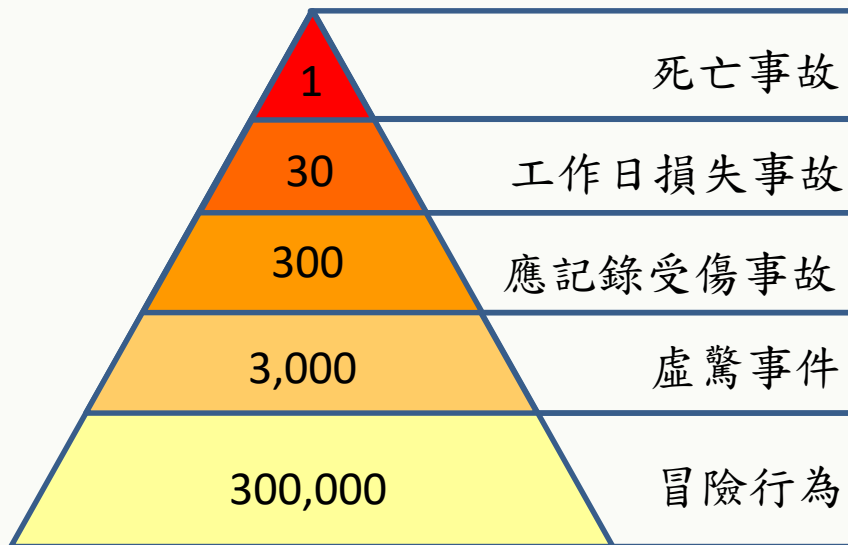 1 死亡事故
30 工作日損失事故
300 應記錄受傷事故
3,000 虛驚事件
300,000 冒險行為